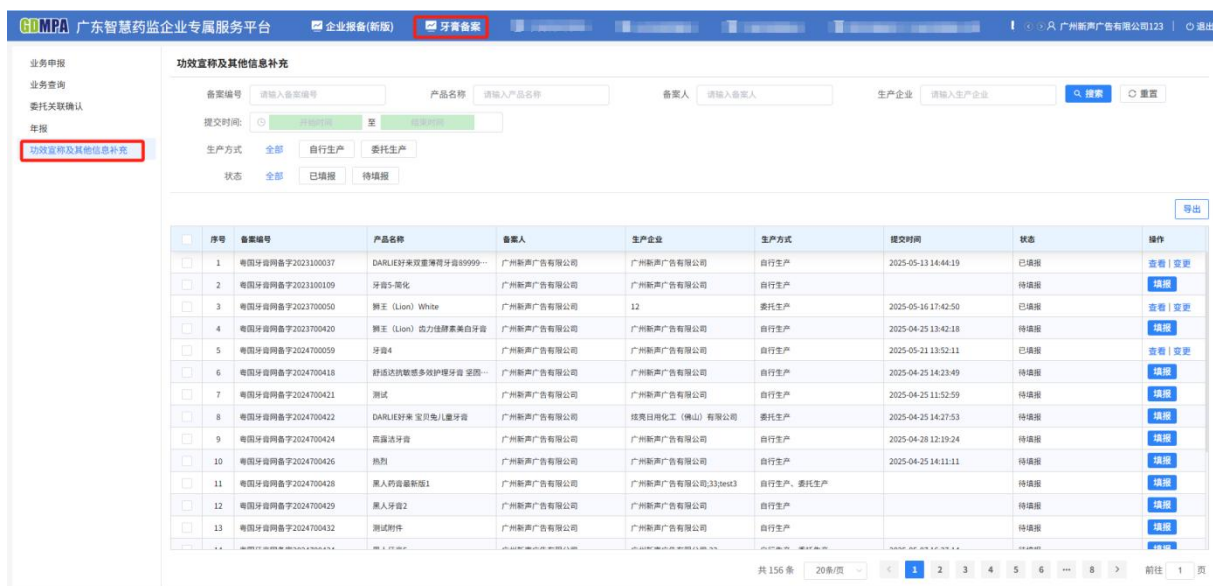 GDMPA 广东智慧药监企业专属服务平台 企业报备(新版) 牙膏备案 广州新声广告有限公司123 退出
业务申报
业务查询
委托关联确认
年报
功效宣称及其他信息补充
功效宣称及其他信息补充
备案编号 请输入备案编号 产品名称 请输入产品名称 备案人 请输入备案人 生产企业 请输入生产企业 搜索 重置
提交时间: 开始时间 至 结束时间
生产方式 全部 自行生产 委托生产
状态 全部 已填报 待填报
导出
序号 备案编号 产品名称 备案人 生产企业 生产方式 提交时间 状态 操作
1 粤国牙膏网备字2023100037 DARLIE好来双重薄荷牙膏89999··· 广州新声广告有限公司 广州新声广告有限公司 自行生产 2025-05-13 14:44:19 已填报 查看 | 变更
2 粤国牙膏网备字2023100109 牙膏5-简化 广州新声广告有限公司 广州新声广告有限公司 自行生产 待填报 填报
3 粤国牙膏网备字2023700050 狮王（Lion）White 广州新声广告有限公司 12 委托生产 2025-05-16 17:42:50 已填报 查看 | 变更
4 粤国牙膏网备字2023700420 狮王（Lion）齿力佳酵素美白牙膏 广州新声广告有限公司 广州新声广告有限公司 自行生产 2025-04-25 13:42:18 待填报 填报
5 粤国牙膏网备字2024700059 牙膏4 广州新声广告有限公司 广州新声广告有限公司 自行生产 2025-05-21 13:52:11 已填报 查看 | 变更
6 粤国牙膏网备字2024700418 舒适达抗敏感多效护理牙膏 坚固··· 广州新声广告有限公司 广州新声广告有限公司 自行生产 2025-04-25 14:23:49 待填报 填报
7 粤国牙膏网备字2024700421 测试 广州新声广告有限公司 广州新声广告有限公司 自行生产 2025-04-25 11:52:59 待填报 填报
8 粤国牙膏网备字2024700422 DARLIE好来 宝贝兔儿童牙膏 广州新声广告有限公司 炫亮日用化工（佛山）有限公司 委托生产 2025-04-25 14:27:53 待填报 填报
9 粤国牙膏网备字2024700424 高露洁牙膏 广州新声广告有限公司 广州新声广告有限公司 自行生产 2025-04-28 12:19:24 待填报 填报
10 粤国牙膏网备字2024700426 热烈 广州新声广告有限公司 广州新声广告有限公司 自行生产 2025-04-25 14:11:11 待填报 填报
11 粤国牙膏网备字2024700428 黑人药膏最新版1 广州新声广告有限公司 广州新声广告有限公司;33;test3 自行生产、委托生产 待填报 填报
12 粤国牙膏网备字2024700429 黑人牙膏2 广州新声广告有限公司 广州新声广告有限公司 自行生产 待填报 填报
13 粤国牙膏网备字2024700432 测试附件 广州新声广告有限公司 广州新声广告有限公司 自行生产 待填报 填报
共 156 条 20条/页 < 1 2 3 4 5 6 ··· 8 > 前往 1 页